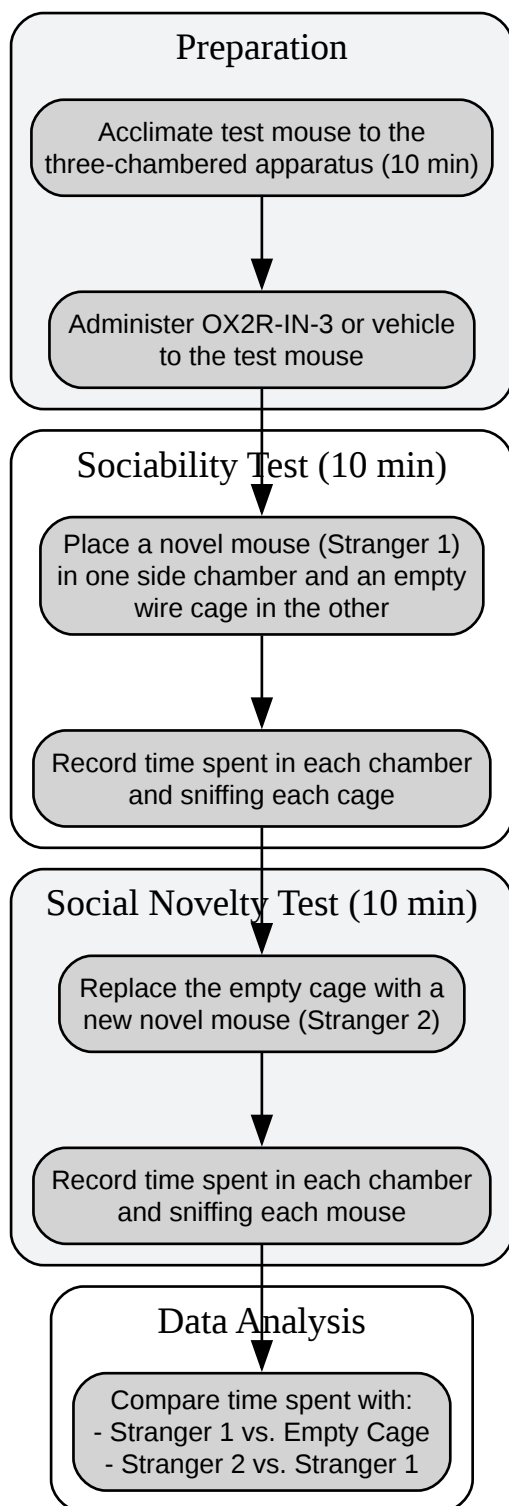 Preparation
Acclimate test mouse to the
three-chambered apparatus (10 min)
Administer OX2R-IN-3 or vehicle
to the test mouse
Sociability Test (10 min)
Place a novel mouse (Stranger 1)
in one side chamber and an empty
wire cage in the other
Record time spent in each chamber
and sniffing each cage
Social Novelty Test (10 min)
Replace the empty cage with a
new novel mouse (Stranger 2)
Record time spent in each chamber
and sniffing each mouse
Data Analysis
Compare time spent with:
- Stranger 1 vs. Empty Cage
- Stranger 2 vs. Stranger 1